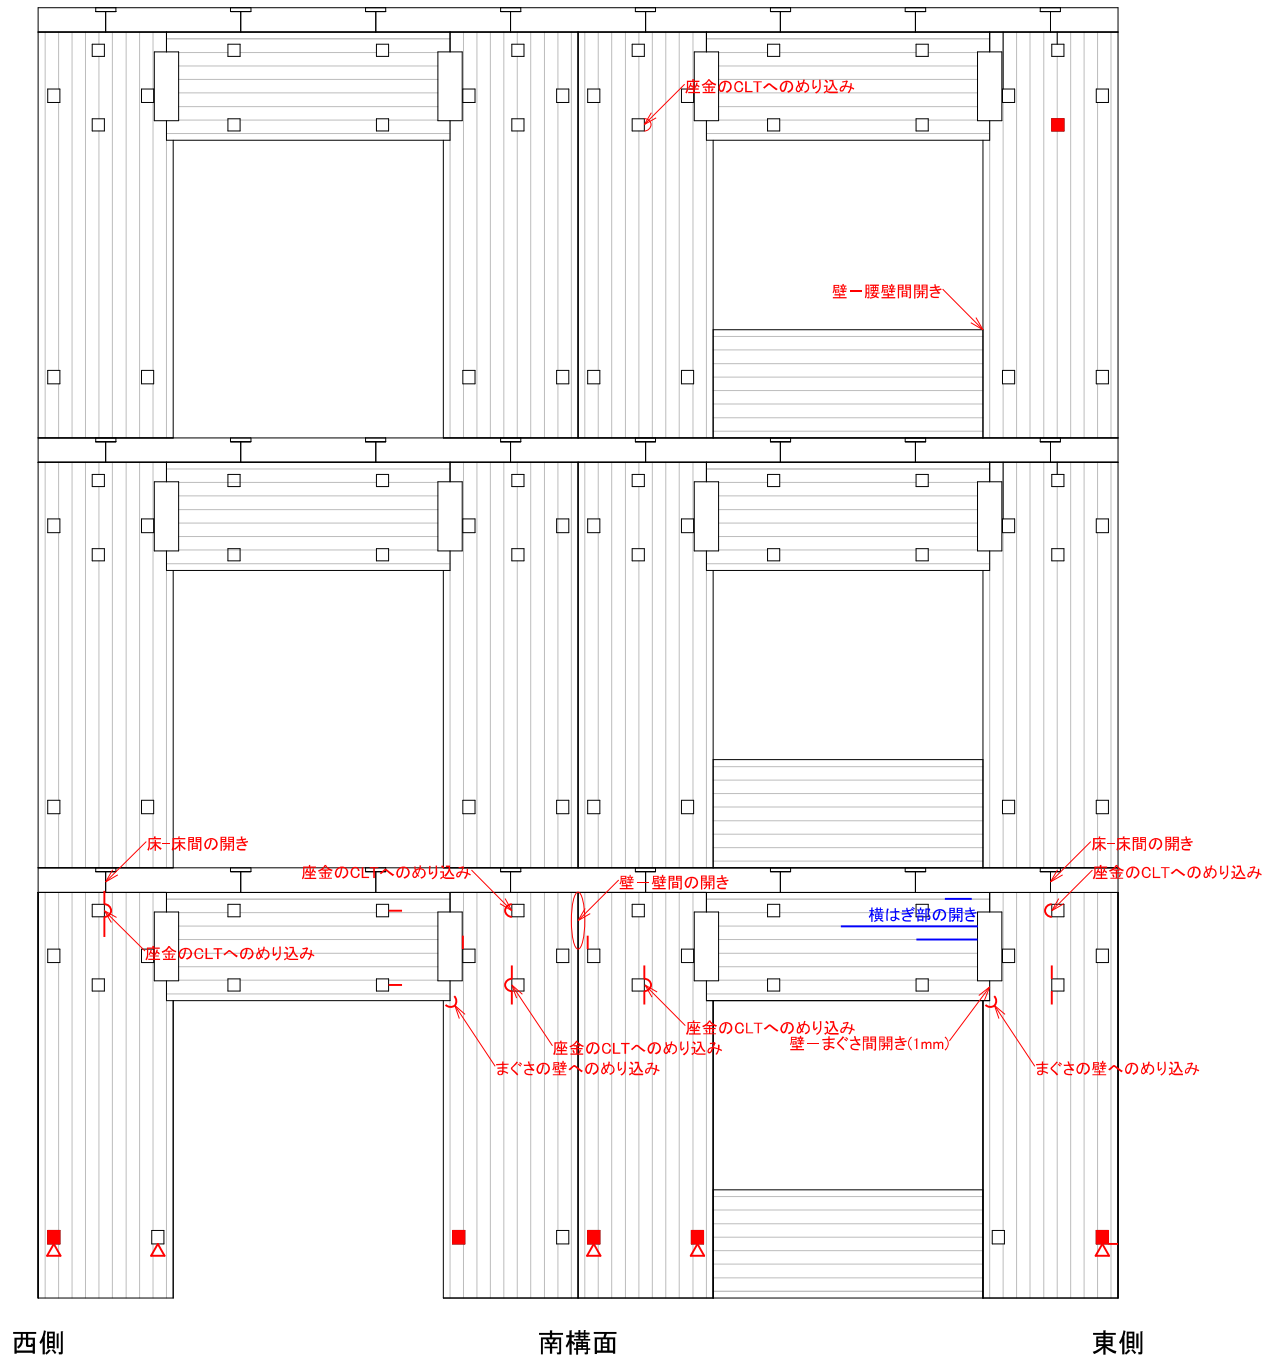 座金のCLTへのめり込み
壁－腰壁間開き
床-床間の開き
床-床間の開き
座金のCLTへのめり込み
座金のCLTへのめり込み
壁－壁間の開き
横はぎ部の開き
座金のCLTへのめり込み
座金のCLTへのめり込み
壁－まぐさ間開き(1mm)
座金のCLTへのめり込み
まぐさの壁へのめり込み
まぐさの壁へのめり込み
西側
南構面
東側